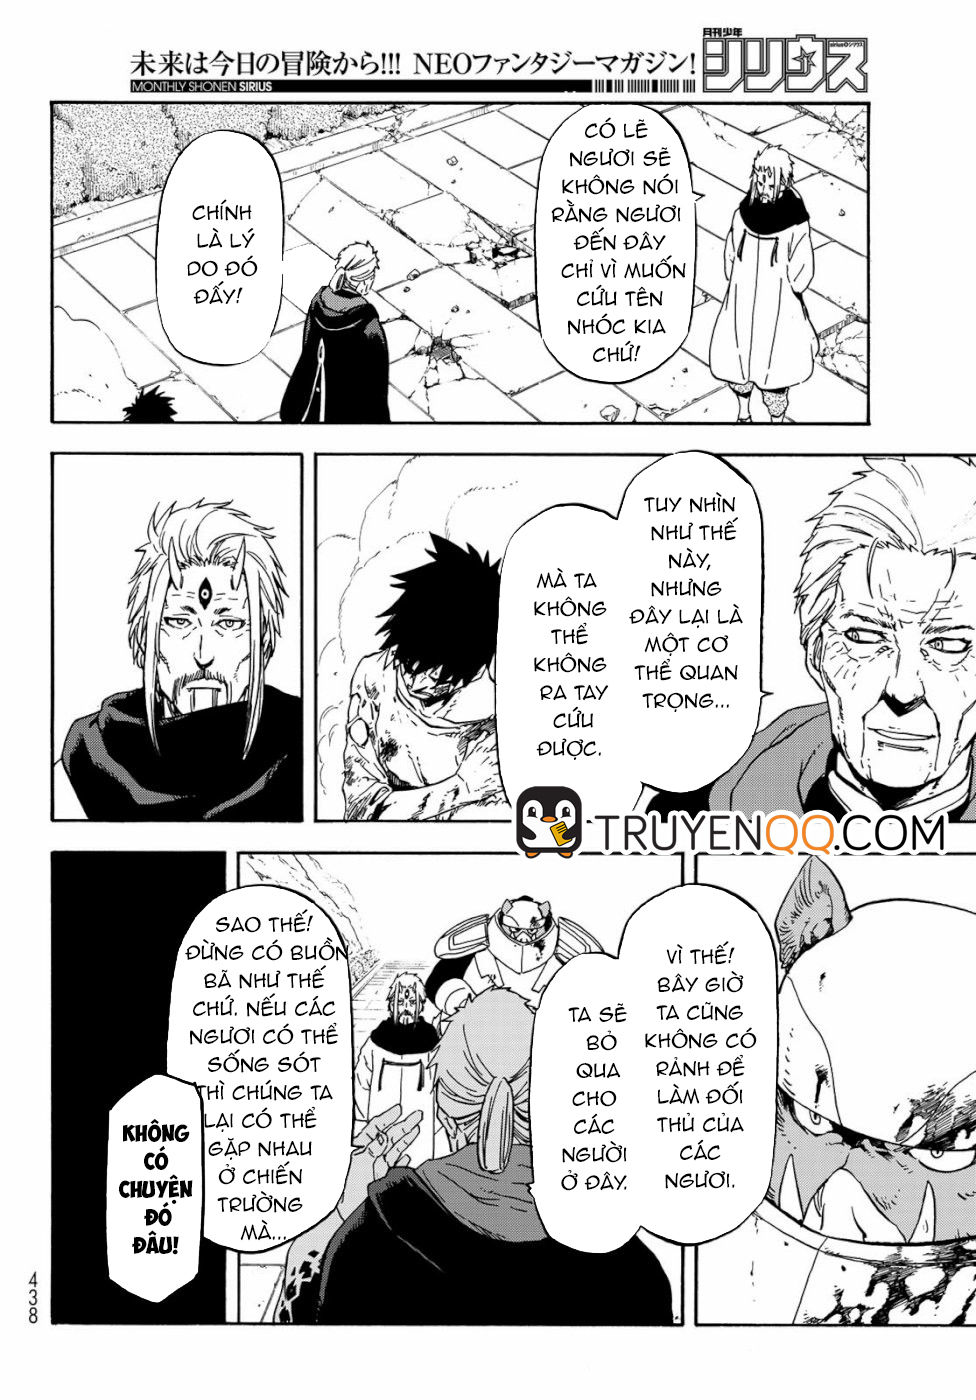 未来は今日の冒険から!!! NEOファンタジーマガジン!
月刊少年
シリウス
MONTHLY SHONEN SIRIUS
CÓ LẼ
NGƯƠI SẼ
KHÔNG NÓI
RẰNG NGƯƠI
ĐẾN ĐÂY
CHỈ VÌ MUỐN
CỨU TÊN
NHÓC KIA
CHỨ!
CHÍNH
LÀ LÝ
DO ĐÓ
ĐẤY!
TUY NHÌN
NHƯ THẾ
NÀY,
NHƯNG
ĐÂY LẠI LÀ
MỘT CƠ
THỂ QUAN
TRỌNG...
MÀ TA
KHÔNG
THỂ
KHÔNG
RA TAY
CỨU
ĐƯỢC.
TRUYENQQ.COM
VÌ THẾ!
BÂY GIỜ
TA CŨNG
KHÔNG CÓ
RẢNH ĐỂ
LÀM ĐỐI
THỦ CỦA
CÁC
NGƯƠI.
TA SẼ
BỎ
QUA
CHO
CÁC
NGƯỜI
Ở ĐÂY.
SAO THẾ!
ĐỪNG CÓ BUỒN
BÃ NHƯ THẾ
CHỨ. NẾU CÁC
NGƯƠI CÓ THỂ
SỐNG SÓT
THÌ CHÚNG TA
LẠI CÓ THỂ
GẶP NHAU
Ở CHIẾN
TRƯỜNG
MÀ...
KHÔNG
CÓ
CHUYỆN
ĐÓ
ĐÂU!
438